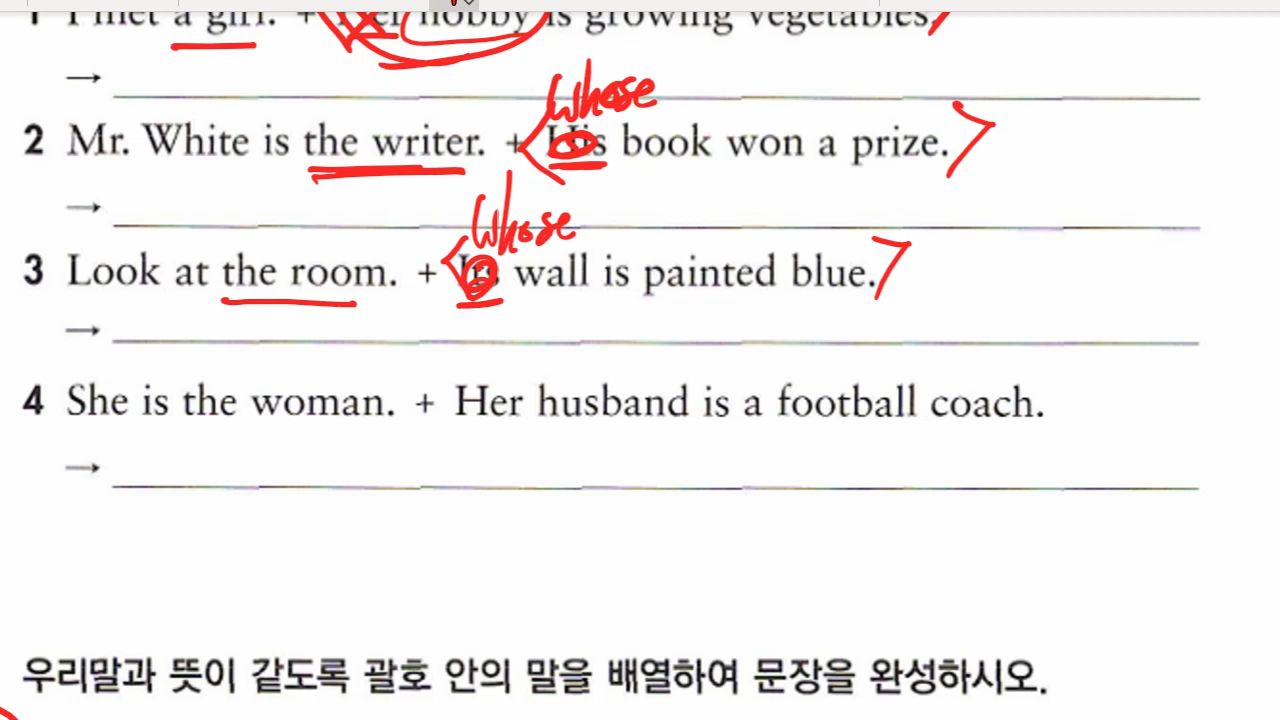 1 I met a girl. + Her hobby is growing vegetables.
→
Whose
2 Mr. White is the writer. + His book won a prize.
→
Whose
3 Look at the room. + Its wall is painted blue.
→
4 She is the woman. + Her husband is a football coach.
→
우리말과 뜻이 같도록 괄호 안의 말을 배열하여 문장을 완성하시오.